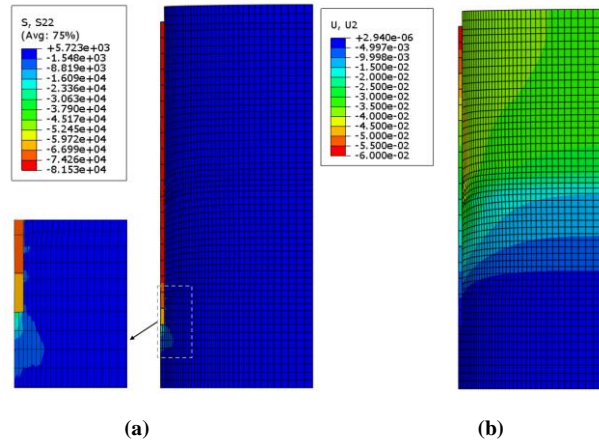 S, S22
(Avg: 75%)
+5.723e+03
-1.548e+03
-8.819e+03
-1.609e+04
-2.336e+04
-3.063e+04
-3.790e+04
-4.517e+04
-5.245e+04
-5.972e+04
-6.699e+04
-7.426e+04
-8.153e+04
U, U2
+2.940e-06
-4.997e-03
-9.998e-03
-1.500e-02
-2.000e-02
-2.500e-02
-3.000e-02
-3.500e-02
-4.000e-02
-4.500e-02
-5.000e-02
-5.500e-02
-6.000e-02
(a)
(b)